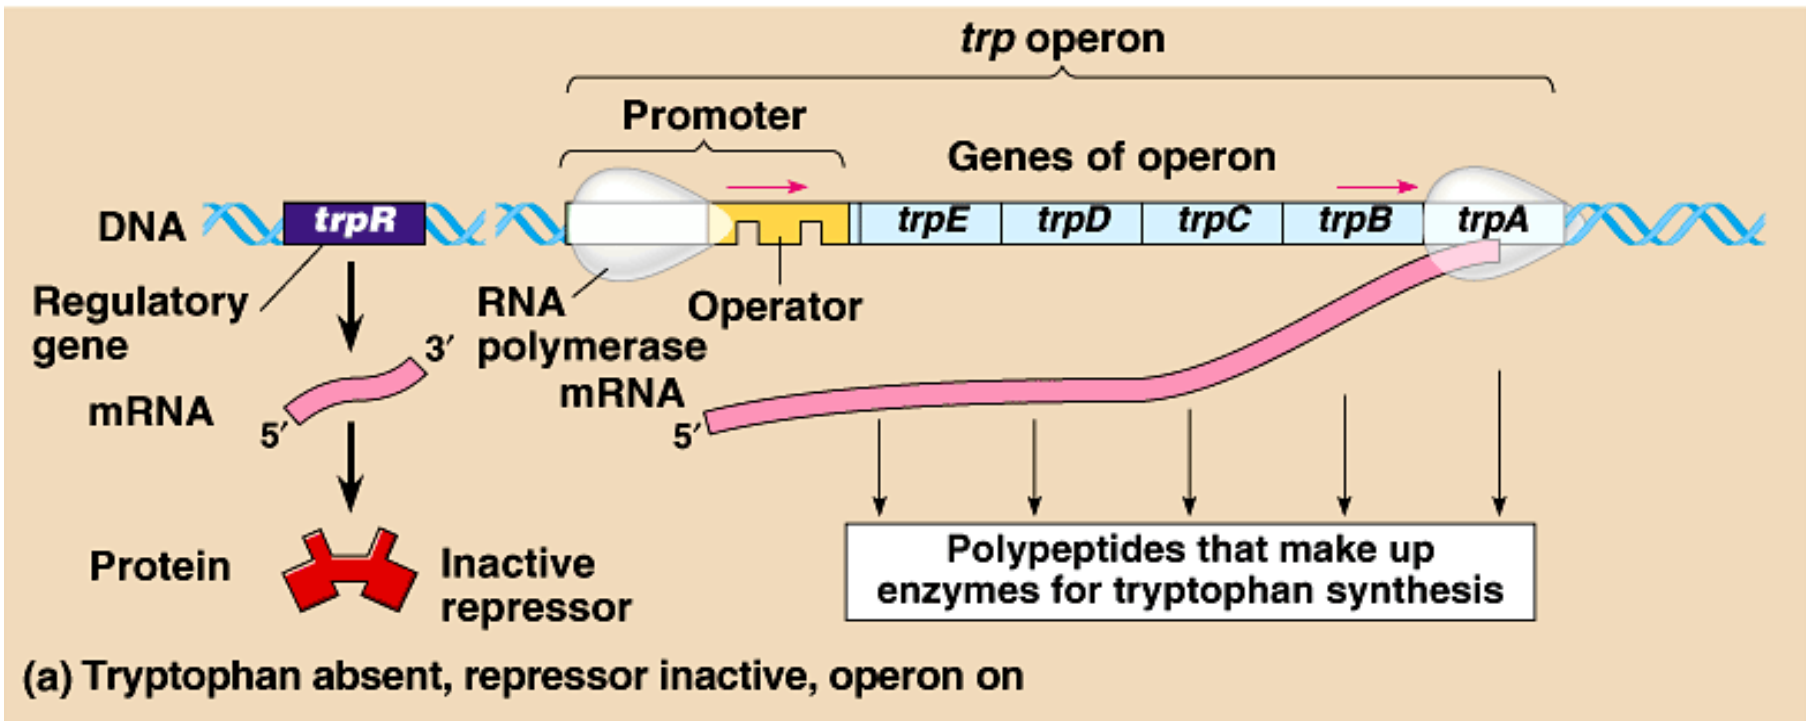 trp operon
Promoter
Genes of operon
DNA
trpR
trpE
trpD
trpC
trpB
trpA
Regulatory
gene
RNA
polymerase
Operator
mRNA
3′
5′
mRNA
5′
Protein
Inactive
repressor
Polypeptides that make up
enzymes for tryptophan synthesis
(a) Tryptophan absent, repressor inactive, operon on